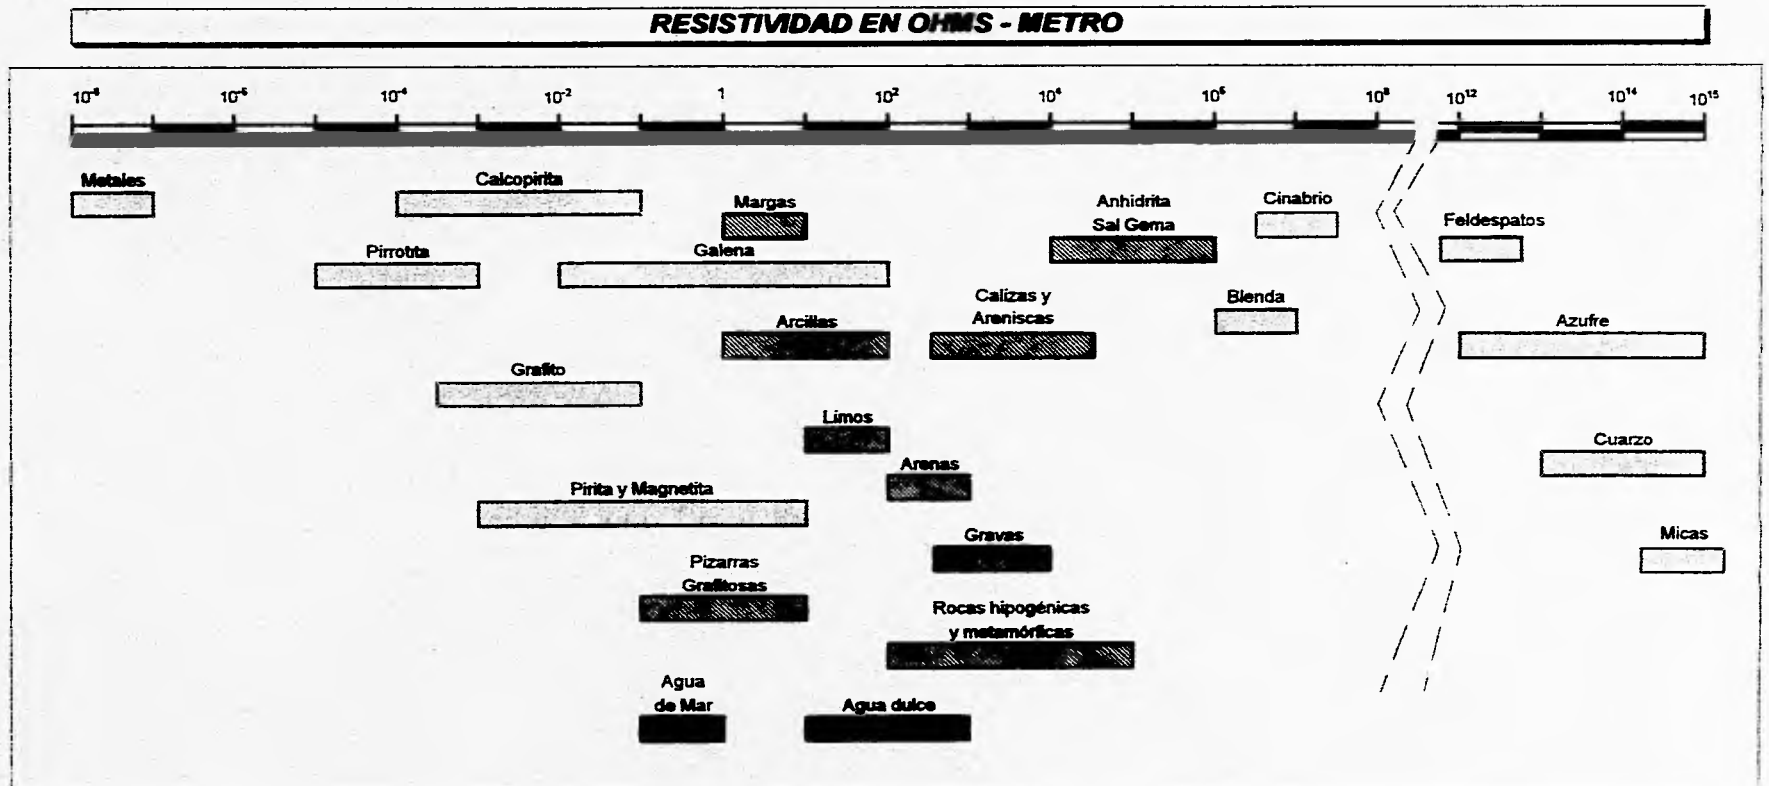 RESISTIVIDAD EN OHMS - METRO
10⁻⁸ 10⁻⁶ 10⁻⁴ 10⁻² 1 10² 10⁴ 10⁶ 10⁸ 10¹² 10¹⁴ 10¹⁵
Metales
Calcopirita
Margas
Anhidrita
Sal Gema
Cinabrio
Feldespatos
Pirrotita
Galena
Arcillas
Calizas y
Areniscas
Blenda
Azufre
Grafito
Limos
Arenas
Cuarzo
Pirita y Magnetita
Gravas
Micas
Pizarras
Grafitosas
Rocas hipogénicas
y metamórficas
Agua
de Mar
Agua dulce